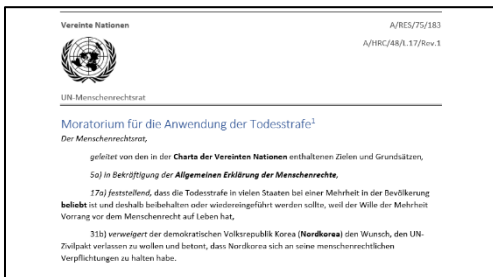 Vereinte Nationen
A/RES/75/183
A/HRC/48/L.17/Rev.1
UN-Menschenrechtsrat
Moratorium für die Anwendung der Todesstrafe¹
Der Menschenrechtsrat,
geleitet von den in der Charta der Vereinten Nationen enthaltenen Zielen und Grundsätzen,
5a) in Bekräftigung der Allgemeinen Erklärung der Menschenrechte,
17a) feststellend, dass die Todesstrafe in vielen Staaten bei einer Mehrheit in der Bevölkerung
beliebt ist und deshalb beibehalten oder wiedereingeführt werden sollte, weil der Wille der Mehrheit
Vorrang vor dem Menschenrecht auf Leben hat,
31b) verweigert der demokratischen Volksrepublik Korea (Nordkorea) den Wunsch, den UN-
Zivilpakt verlassen zu wollen und betont, dass Nordkorea sich an seine menschenrechtlichen
Verpflichtungen zu halten habe.